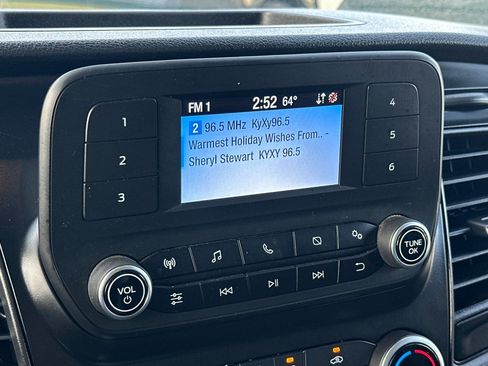 FM 1 2:52 64°
1 2 96.5 MHz KyXy96.5 4
Warmest Holiday Wishes From.. -
2 Sheryl Stewart KYXY 96.5 5
3 6
VOL
TUNE
OK